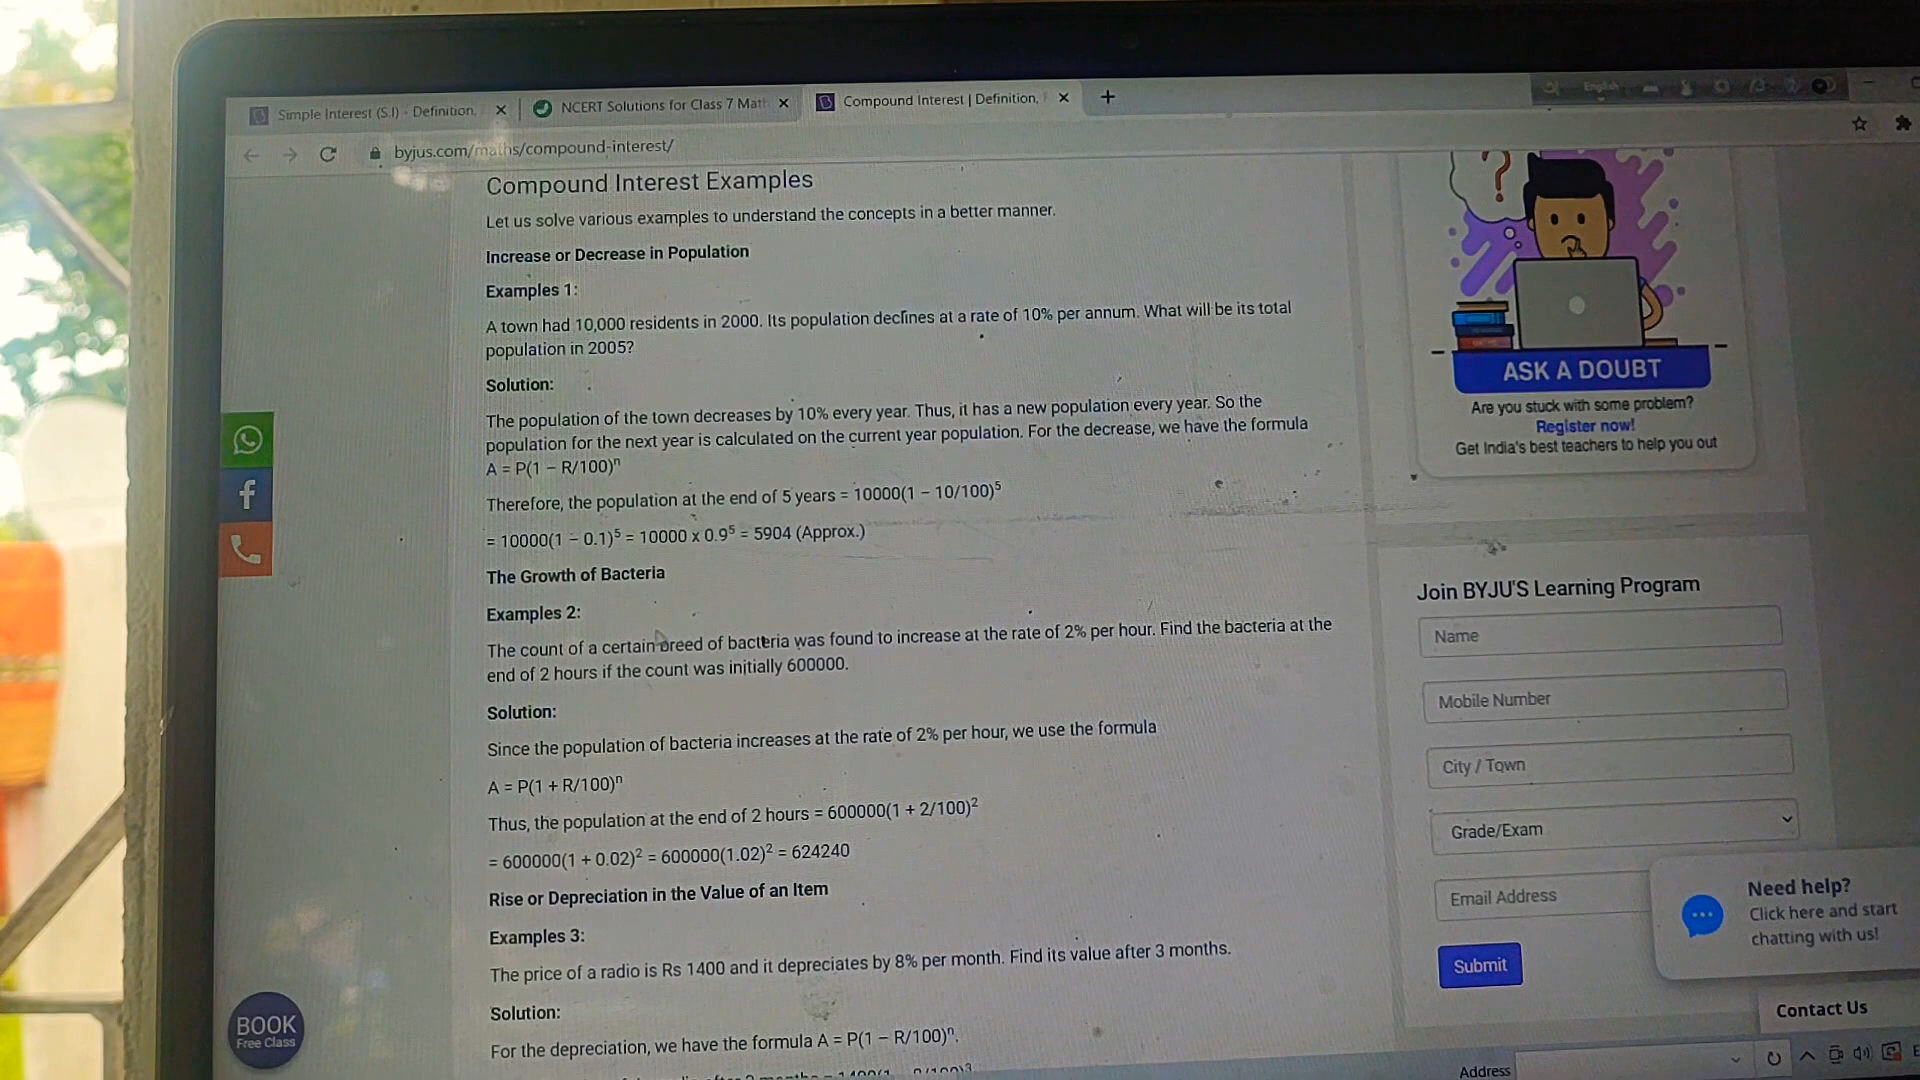 Simple Interest (S.I) - Definition,
NCERT Solutions for Class 7 Mat
Compound Interest | Definition,
English
byjus.com/maths/compound-interest/
Compound Interest Examples
Let us solve various examples to understand the concepts in a better manner.
Increase or Decrease in Population
Examples 1:
A town had 10,000 residents in 2000. Its population declines at a rate of 10% per annum. What will be its total
population in 2005?
Solution:
The population of the town decreases by 10% every year. Thus, it has a new population every year. So the
population for the next year is calculated on the current year population. For the decrease, we have the formula
A = P(1 – R/100)ⁿ
Therefore, the population at the end of 5 years = 10000(1 – 10/100)⁵
= 10000(1 – 0.1)⁵ = 10000 x 0.9⁵ = 5904 (Approx.)
The Growth of Bacteria
Examples 2:
The count of a certain breed of bacteria was found to increase at the rate of 2% per hour. Find the bacteria at the
end of 2 hours if the count was initially 600000.
Solution:
Since the population of bacteria increases at the rate of 2% per hour, we use the formula
A = P(1 + R/100)ⁿ
Thus, the population at the end of 2 hours = 600000(1 + 2/100)²
= 600000(1 + 0.02)² = 600000(1.02)² = 624240
Rise or Depreciation in the Value of an Item
Examples 3:
The price of a radio is Rs 1400 and it depreciates by 8% per month. Find its value after 3 months.
Solution:
For the depreciation, we have the formula A = P(1 – R/100)ⁿ.
BOOK
Free Class
?
ASK A DOUBT
Are you stuck with some problem?
Register now!
Get India's best teachers to help you out
Join BYJU'S Learning Program
Name
Mobile Number
City / Town
Grade/Exam
Email Address
Submit
Need help?
Click here and start
chatting with us!
Contact Us
Address